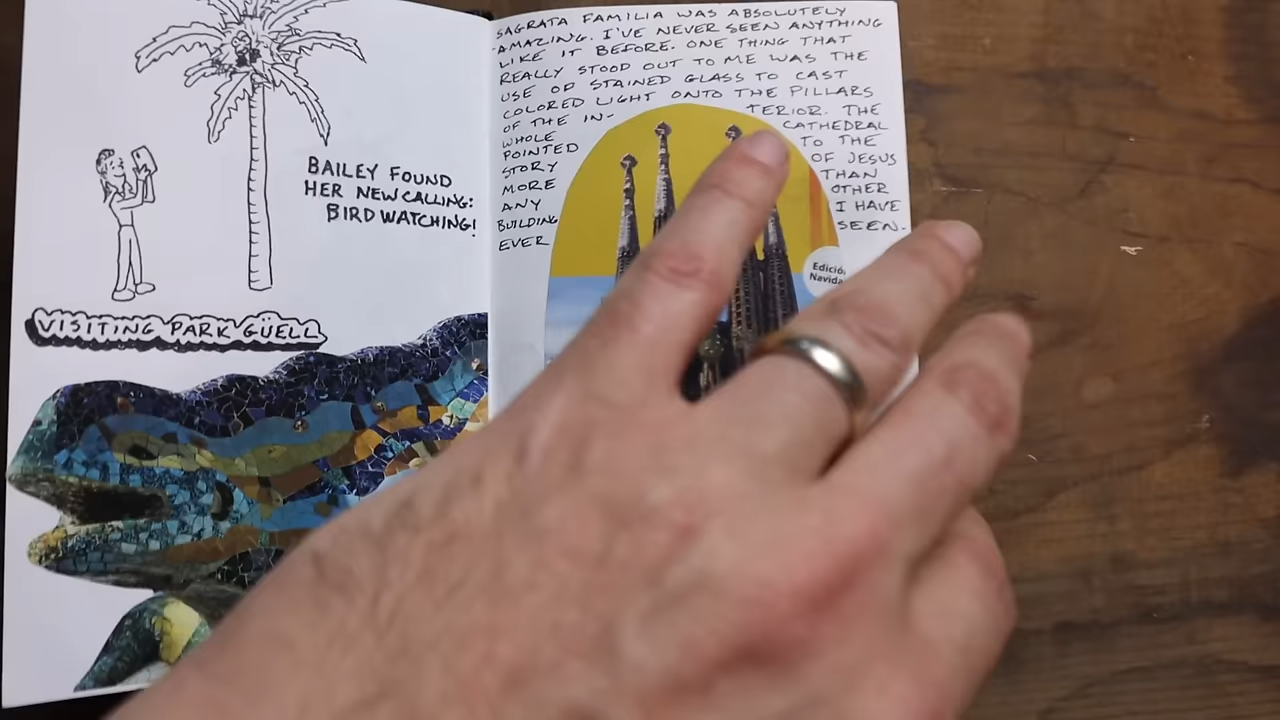 BAILEY FOUND
HER NEW CALLING:
BIRD WATCHING!
VISITING PARK GÜELL
SAGRATA FAMILIA WAS ABSOLUTELY
AMAZING. I'VE NEVER SEEN ANYTHING
LIKE IT BEFORE. ONE THING THAT
REALLY STOOD OUT TO ME WAS THE
USE OF STAINED GLASS TO CAST
COLORED LIGHT ONTO THE PILLARS
OF THE IN- TERIOR. THE
WHOLE CATHEDRAL
POINTED TO THE
STORY OF JESUS
MORE THAN
ANY OTHER
BUILDING I HAVE
EVER SEEN.
Edición
Navida